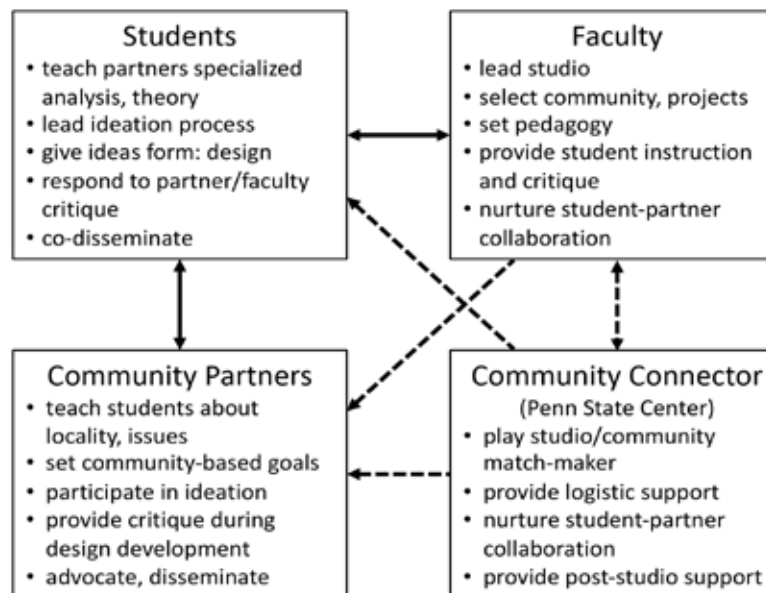 Students
• teach partners specialized
analysis, theory
• lead ideation process
• give ideas form: design
• respond to partner/faculty
critique
• co-disseminate
Faculty
• lead studio
• select community, projects
• set pedagogy
• provide student instruction
and critique
• nurture student-partner
collaboration
Community Partners
• teach students about
locality, issues
• set community-based goals
• participate in ideation
• provide critique during
design development
• advocate, disseminate
Community Connector
(Penn State Center)
• play studio/community
match-maker
• provide logistic support
• nurture student-partner
collaboration
• provide post-studio support